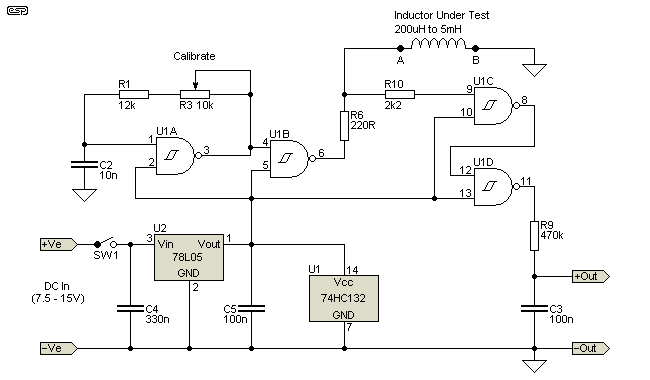 esp
Inductor Under Test
200uH to 5mH
A
B
Calibrate
R1
12k
R3 10k
R10
2k2
U1C
9
8
10
R6
220R
U1A
1
2
3
U1B
4
5
6
C2
10n
U1D
12
13
11
R9
470k
+Ve
SW1
U2
3
Vin
Vout
1
78L05
GND
2
U1
14
Vcc
74HC132
GND
7
+Out
DC In
(7.5 - 15V)
C4
330n
C5
100n
C3
100n
-Ve
-Out